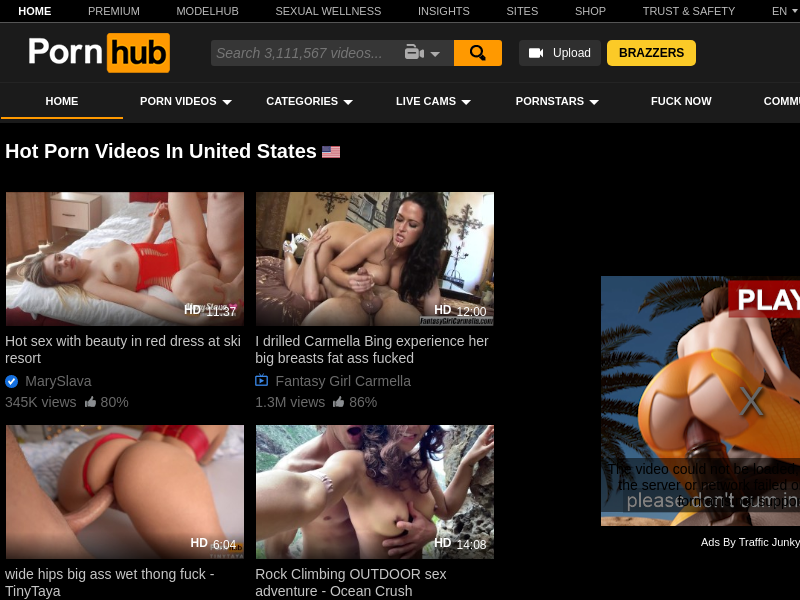 HOME PREMIUM MODELHUB SEXUAL WELLNESS INSIGHTS SITES SHOP TRUST & SAFETY EN
Porn hub Search 3,111,567 videos... Upload BRAZZERS
HOME PORN VIDEOS CATEGORIES LIVE CAMS PORNSTARS FUCK NOW COMMU
Hot Porn Videos In United States
HD 11:37
HD 12:00
FantasyGirlCarmella.com
Hot sex with beauty in red dress at ski
resort
MarySlava
345K views 80%
I drilled Carmella Bing experience her
big breasts fat ass fucked
Fantasy Girl Carmella
1.3M views 86%
PLAY
X
The video could not be loaded
the server or network failed o
format
please don't cum in
Ads By Traffic Junky
HD 6:04
HD 14:08
wide hips big ass wet thong fuck -
TinyTaya
Rock Climbing OUTDOOR sex
adventure - Ocean Crush